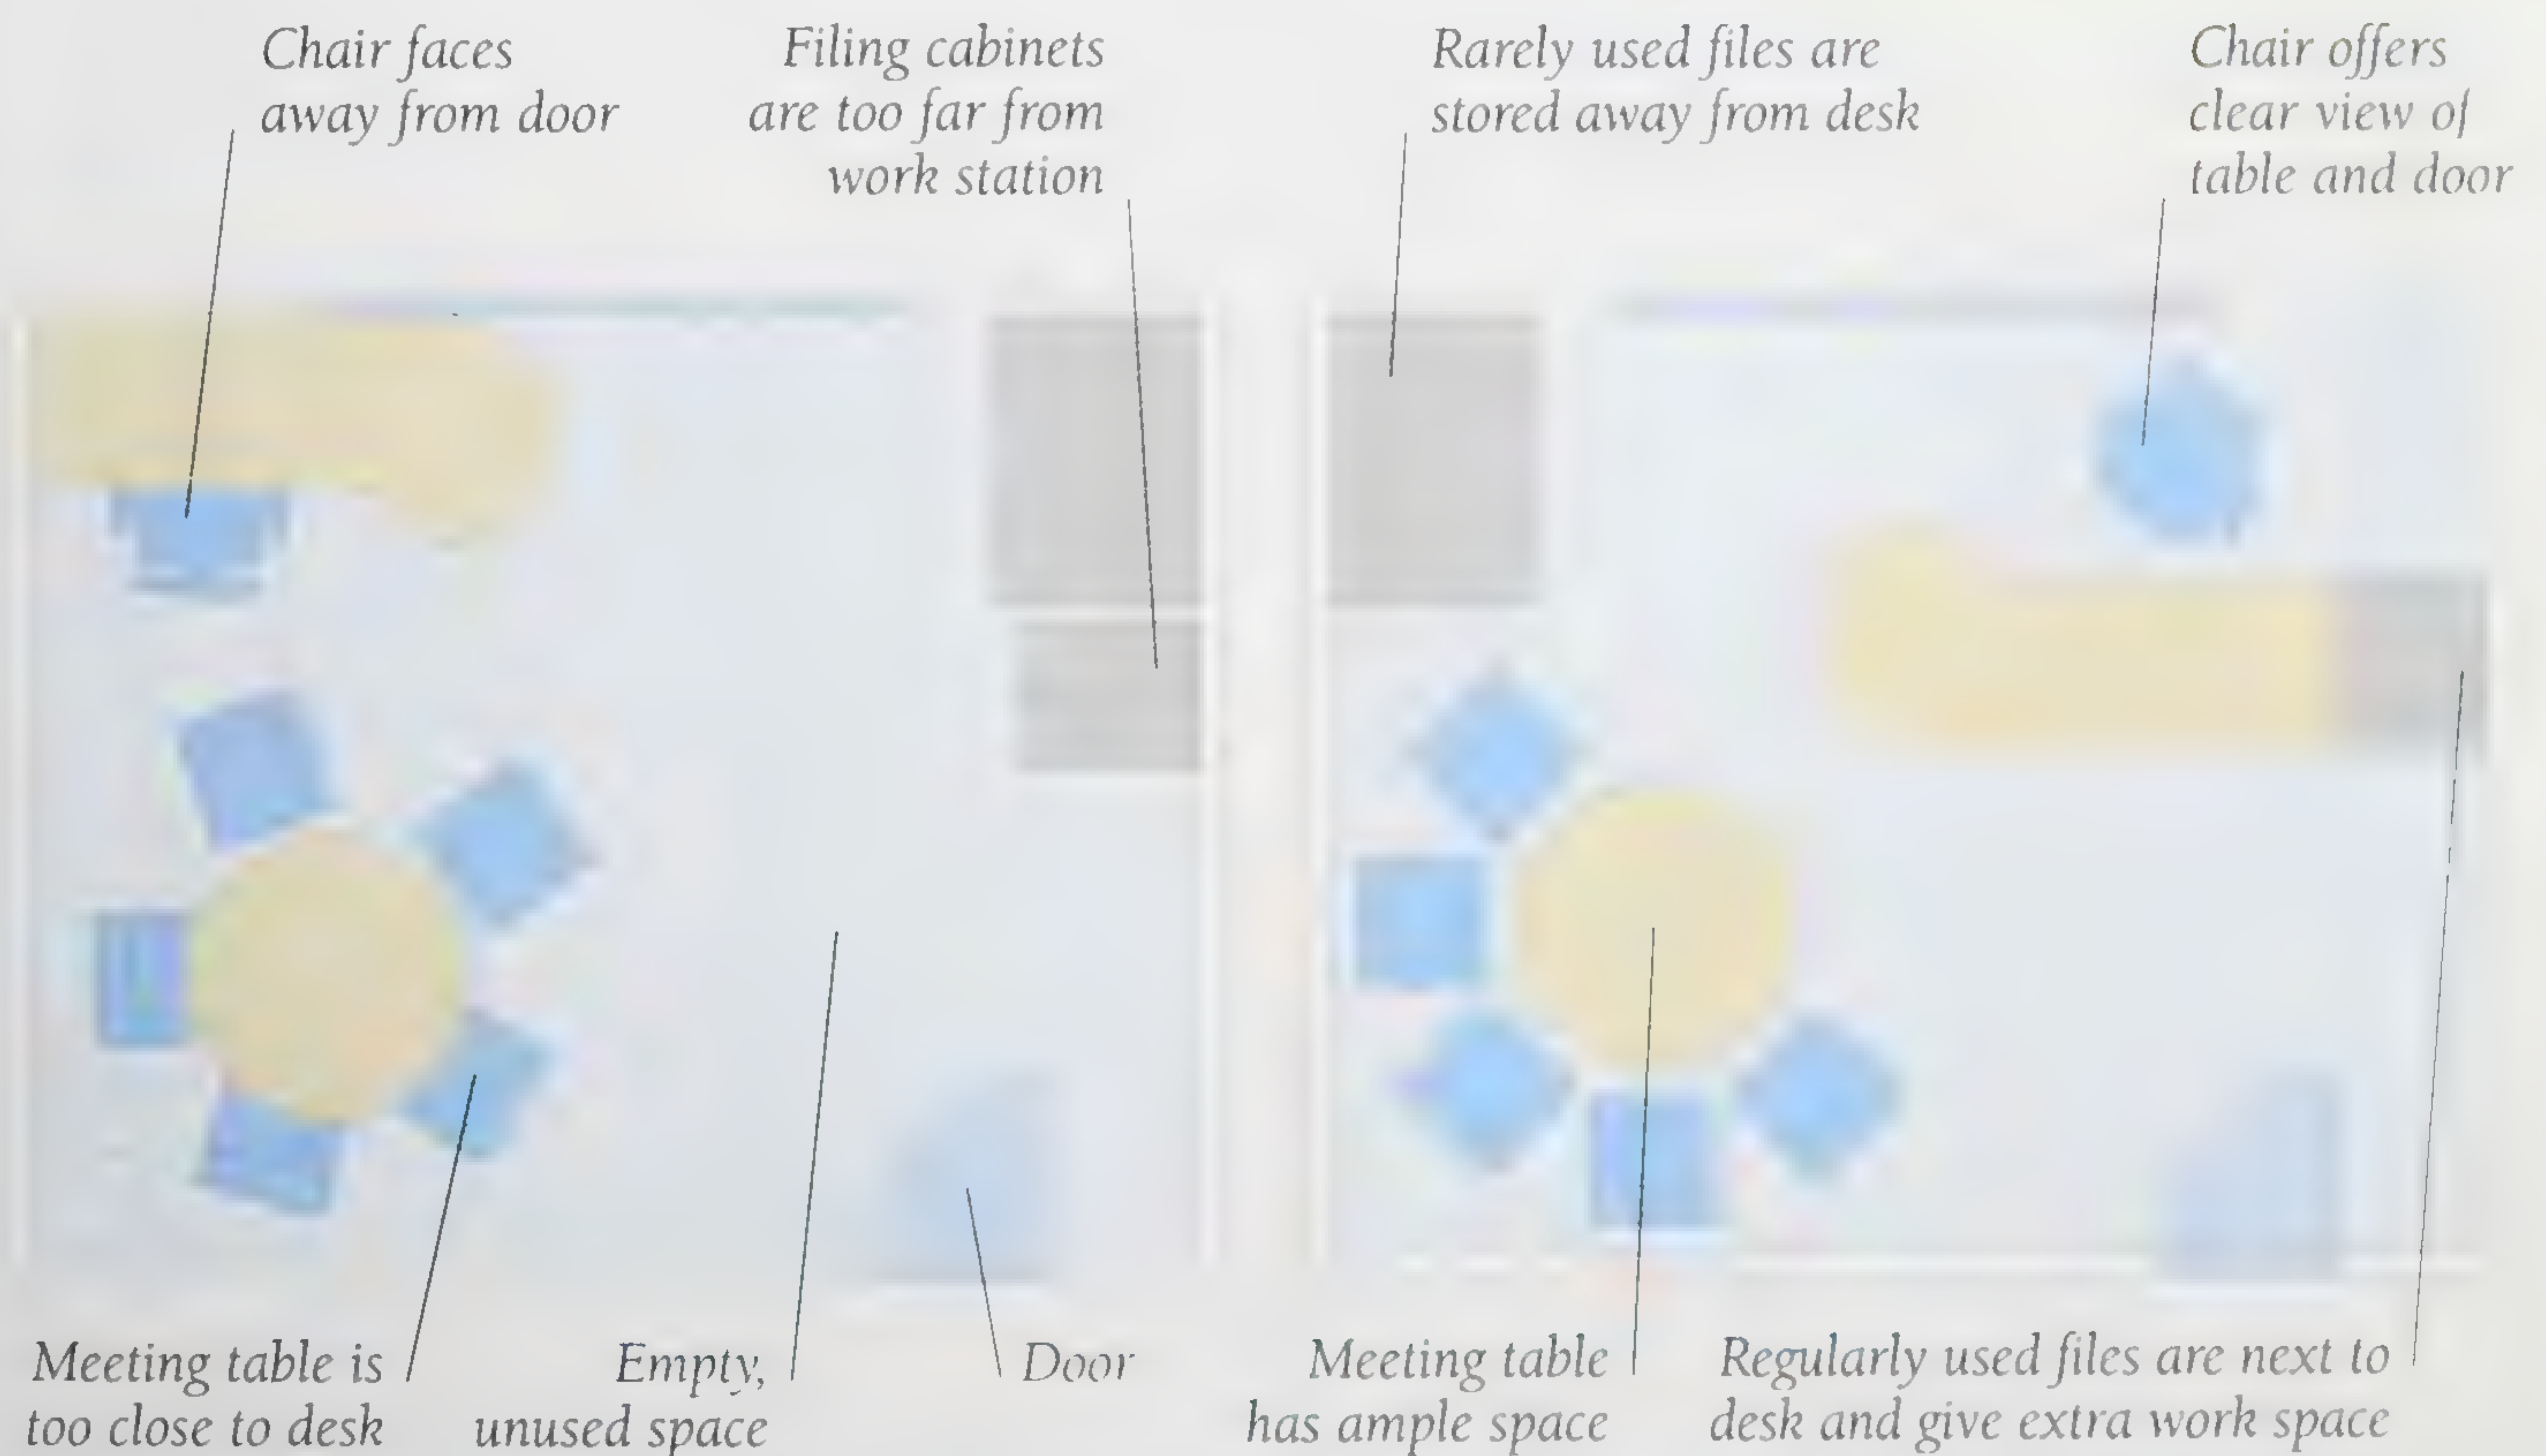 Chair faces
away from door
Filing cabinets
are too far from
work station
Rarely used files are
stored away from desk
Chair offers
clear view of
table and door
Meeting table is
too close to desk
Empty,
unused space
Door
Meeting table
has ample space
Regularly used files are next to
desk and give extra work space